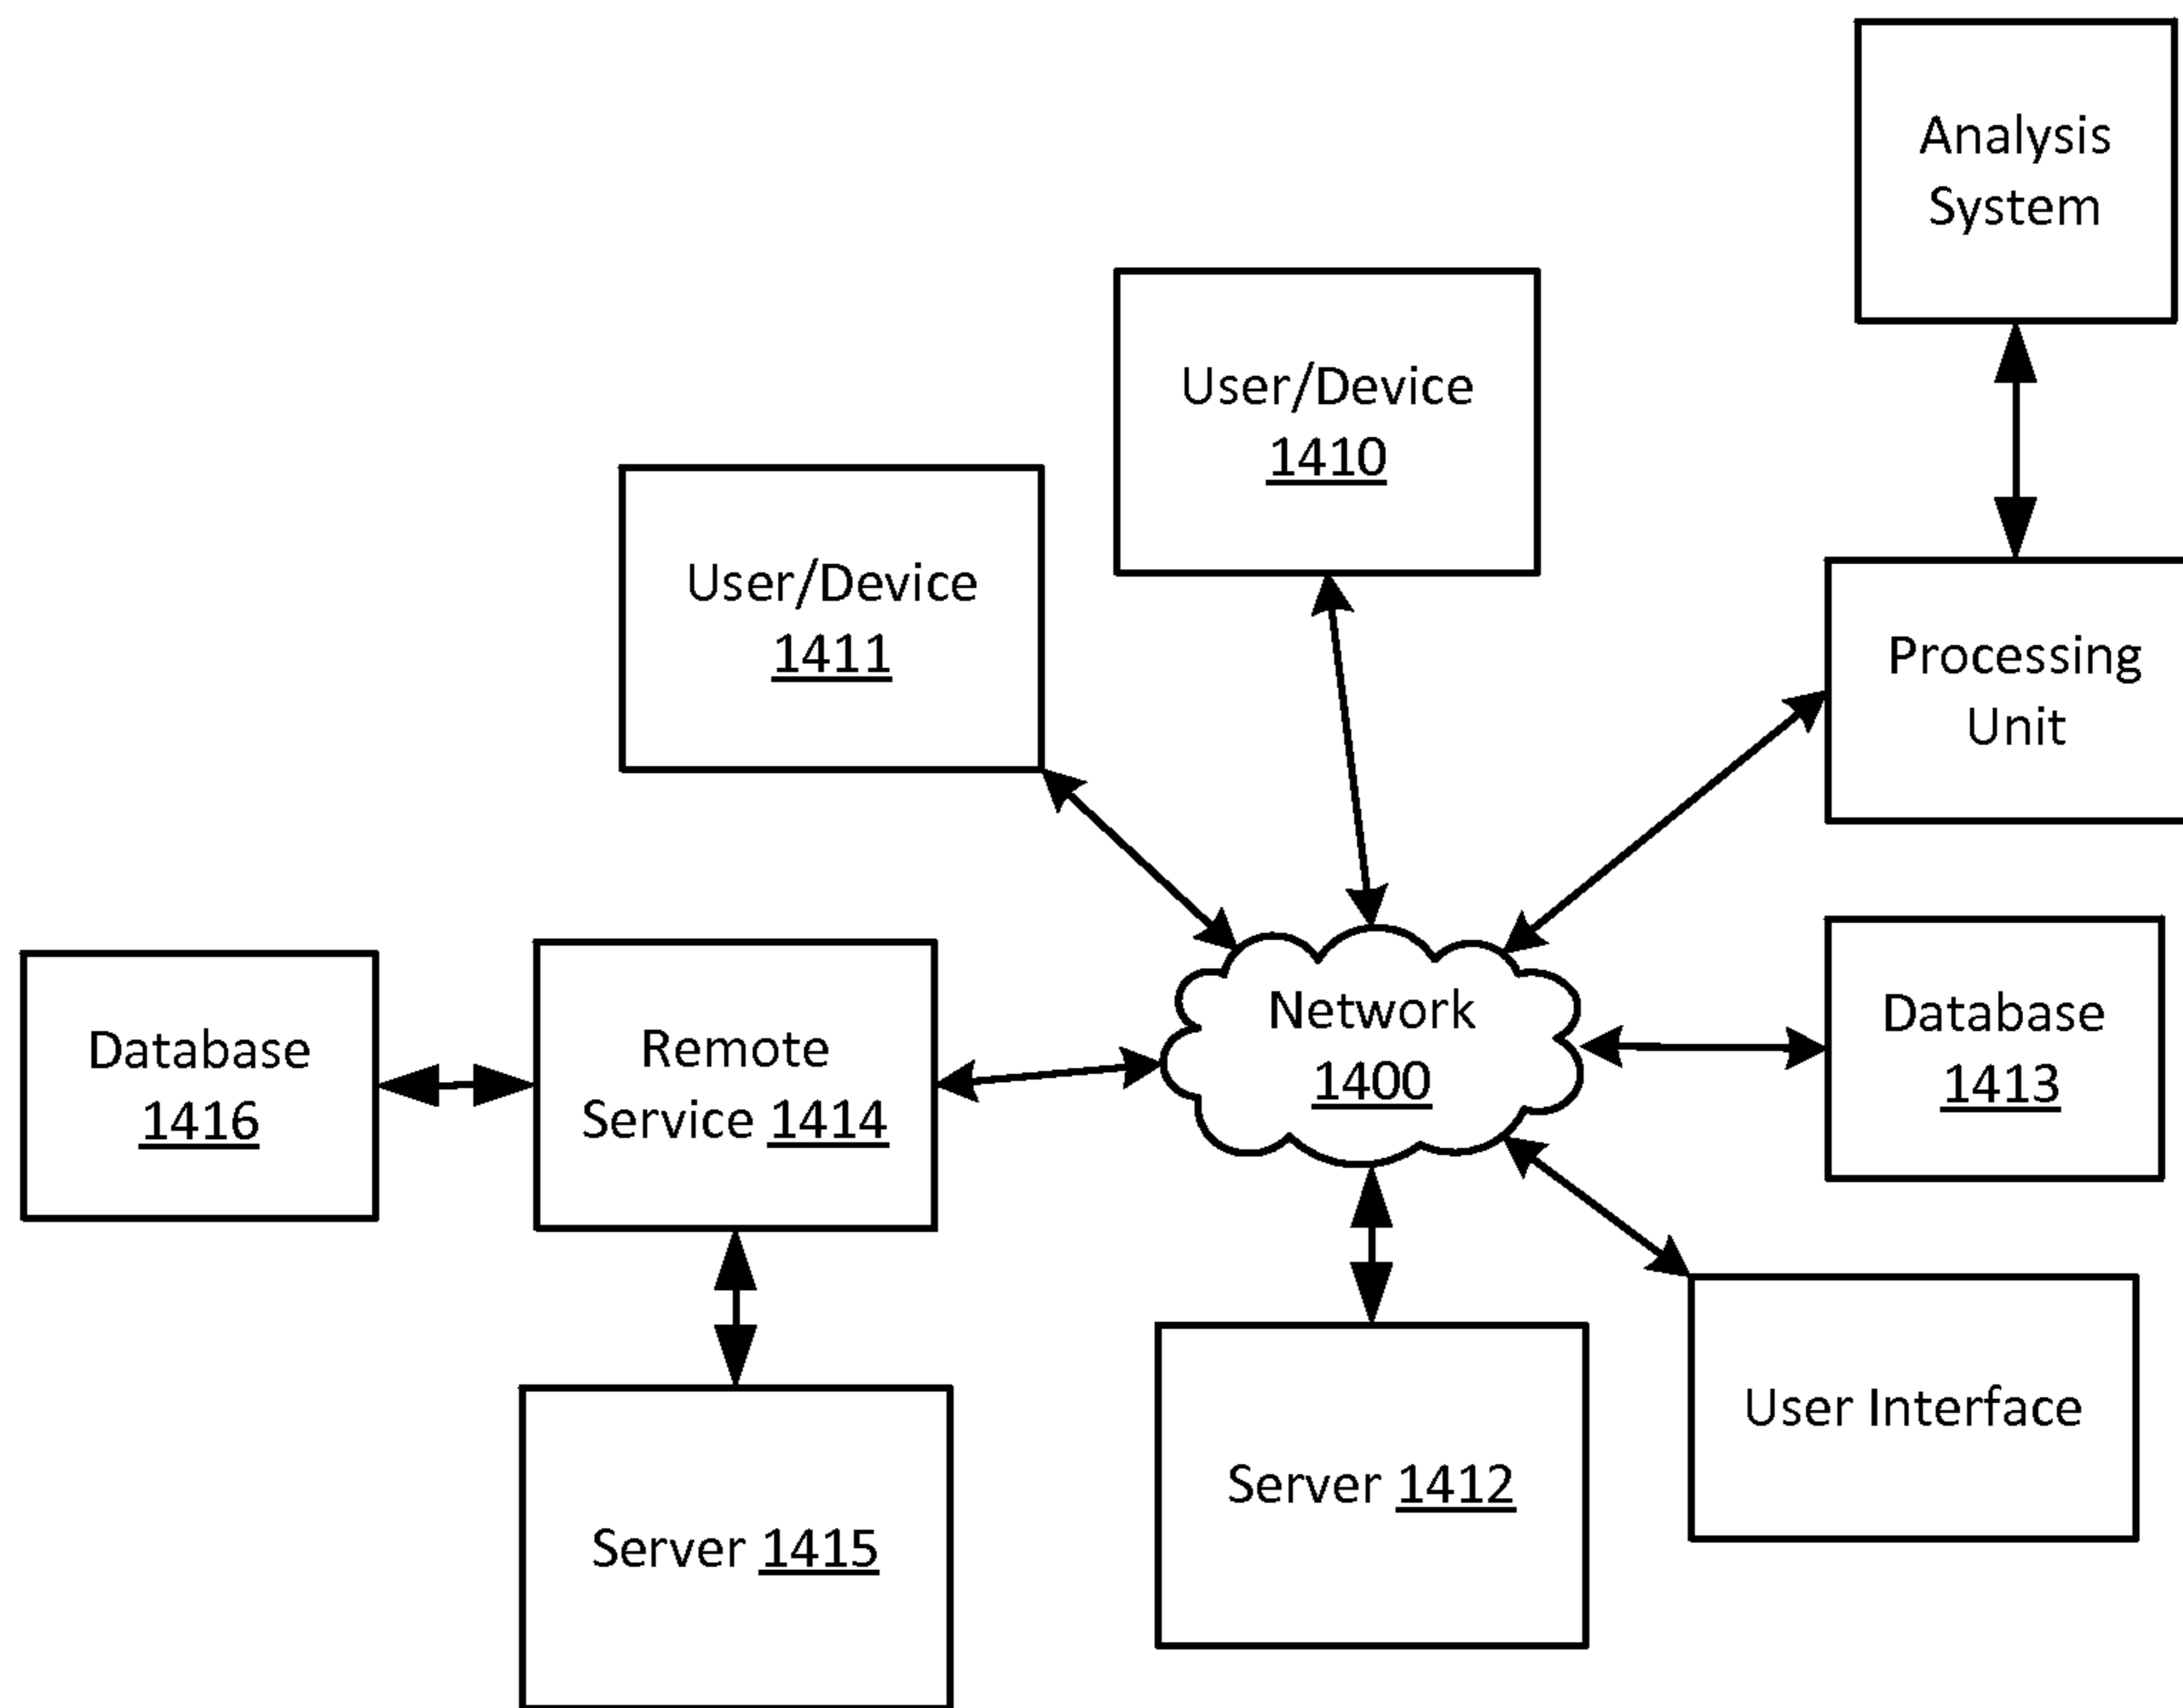 Analysis
System
User/Device
1410
User/Device
1411
Processing
Unit
Network
1400
Database
1413
Database
1416
Remote
Service 1414
User Interface
Server 1412
Server 1415